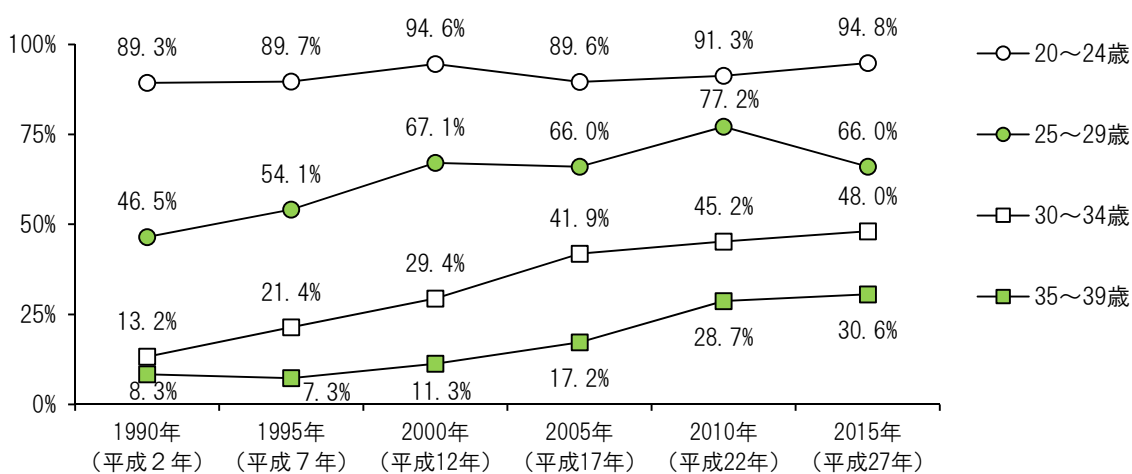 89.3%
89.7%
94.6%
89.6%
91.3%
94.8%
100%
75%
50%
25%
0%
46.5%
54.1%
67.1%
66.0%
77.2%
66.0%
13.2%
21.4%
29.4%
41.9%
45.2%
48.0%
8.3%
7.3%
11.3%
17.2%
28.7%
30.6%
1990年
(平成2年)
1995年
(平成7年)
2000年
(平成12年)
2005年
(平成17年)
2010年
(平成22年)
2015年
(平成27年)
20~24歳
25~29歳
30~34歳
35~39歳